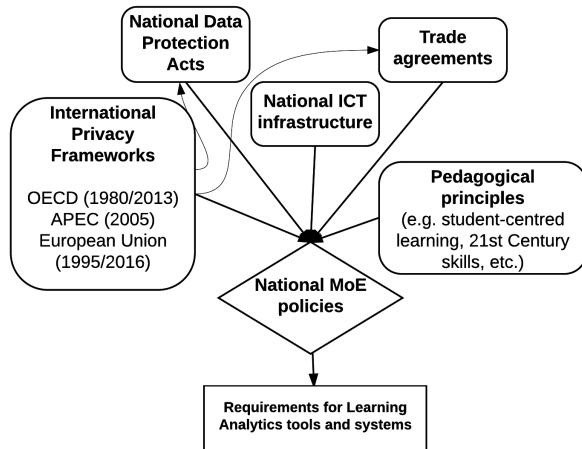 National Data
Protection
Acts
Trade
agreements
National ICT
infrastructure
International
Privacy
Frameworks
OECD (1980/2013)
APEC (2005)
European Union
(1995/2016)
Pedagogical
principles
(e.g. student-centred
learning, 21st Century
skills, etc.)
National MoE
policies
Requirements for Learning
Analytics tools and systems